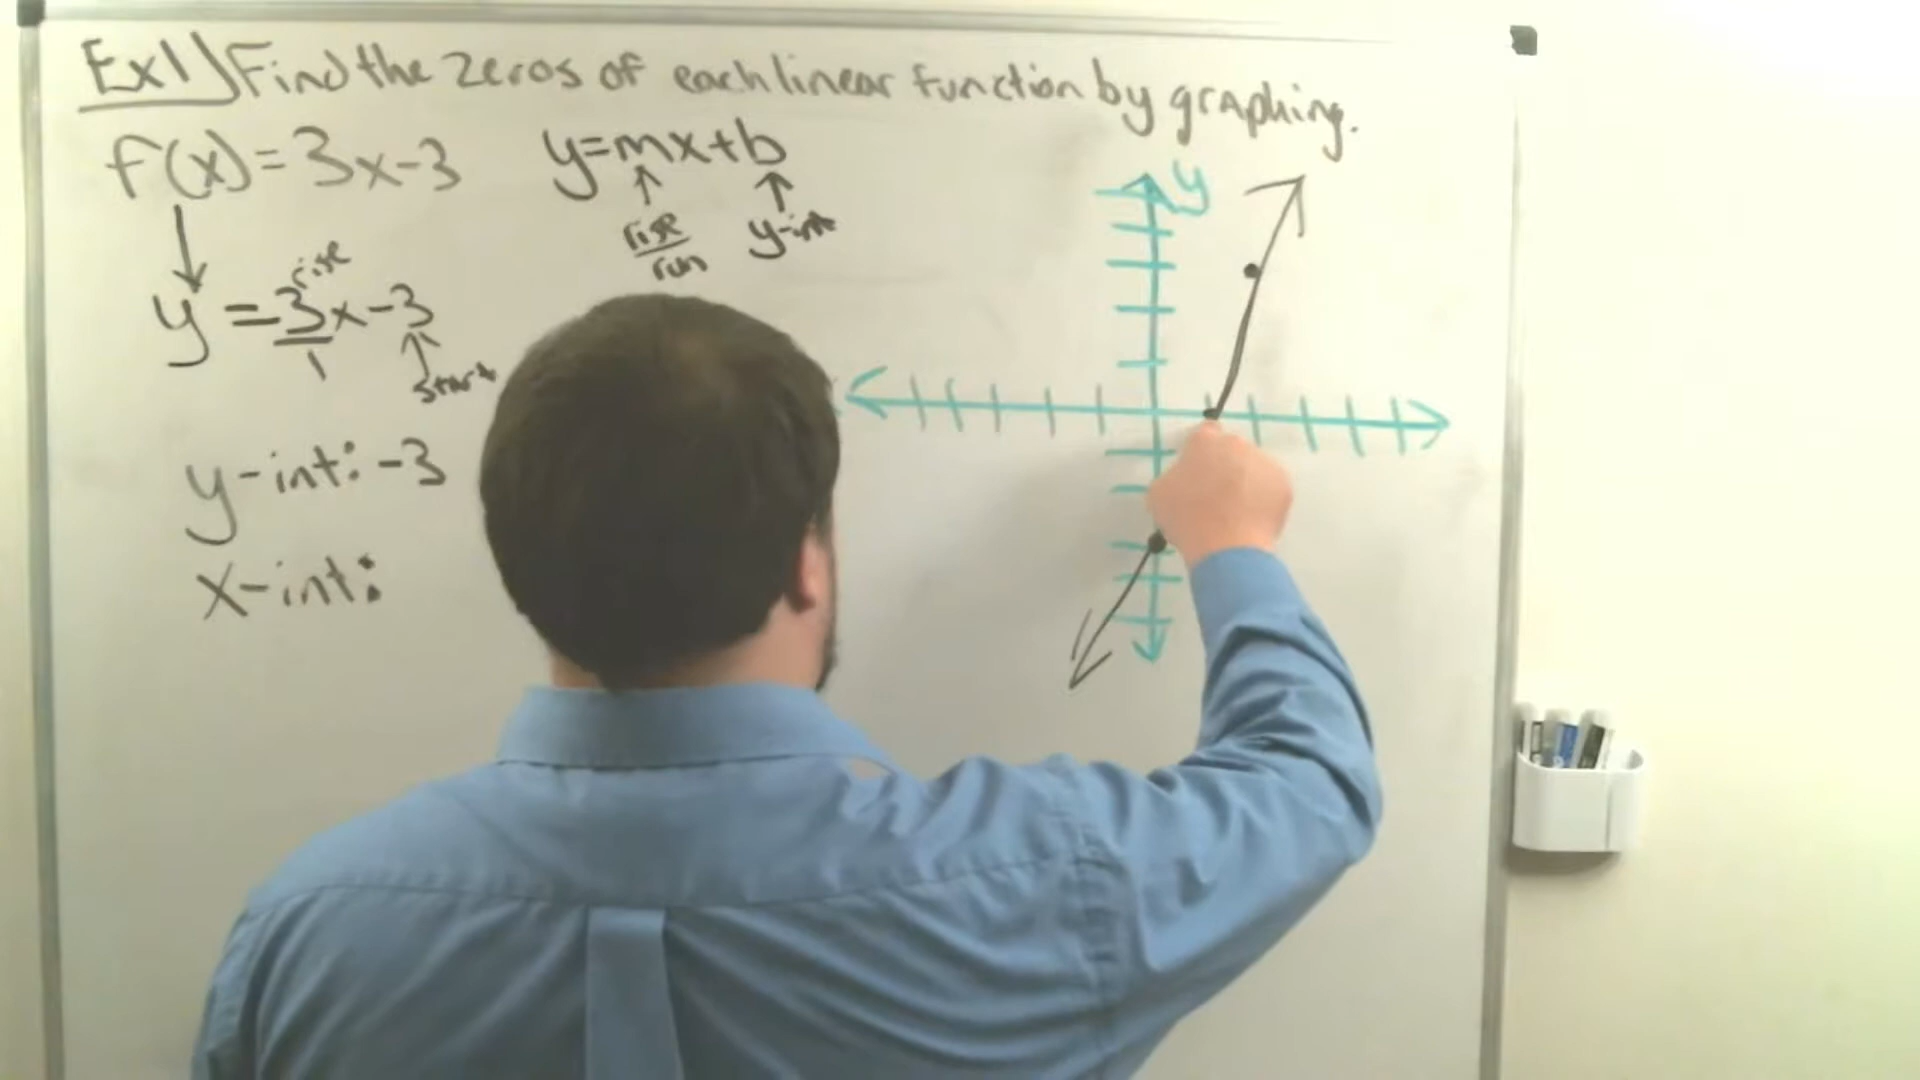 Ex1) Find the zeros of each linear function by graphing.
f(x)=3x-3
y=mx+b
rise
run
y-int
rise
y=3x-3
1
start
y-int: -3
x-int:
y